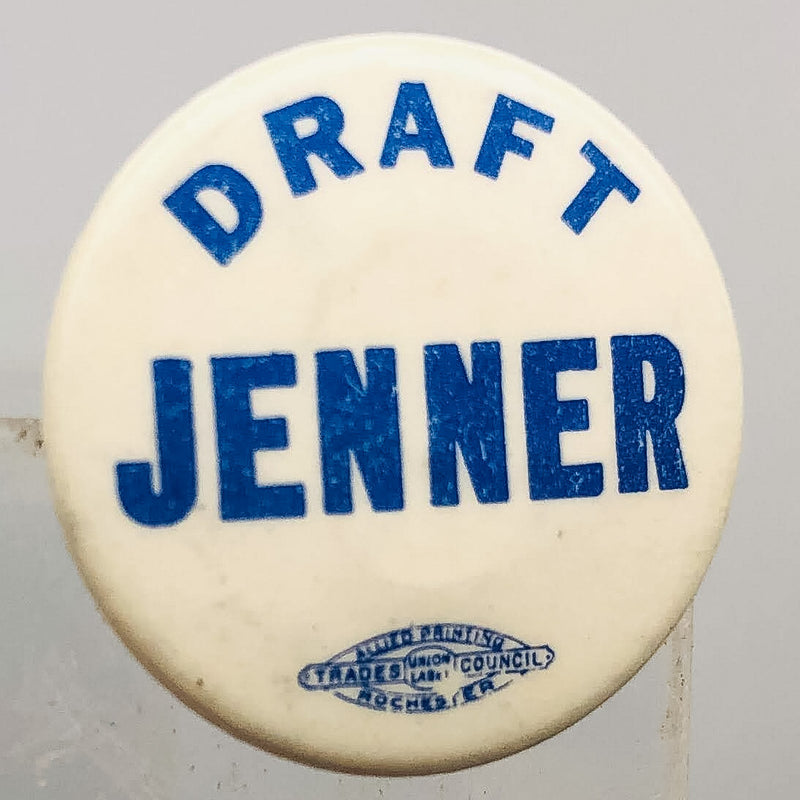 DRAFT
JENNER
ALLIED PRINTING
TRADES UNION LABEL COUNCIL
ROCHESTER